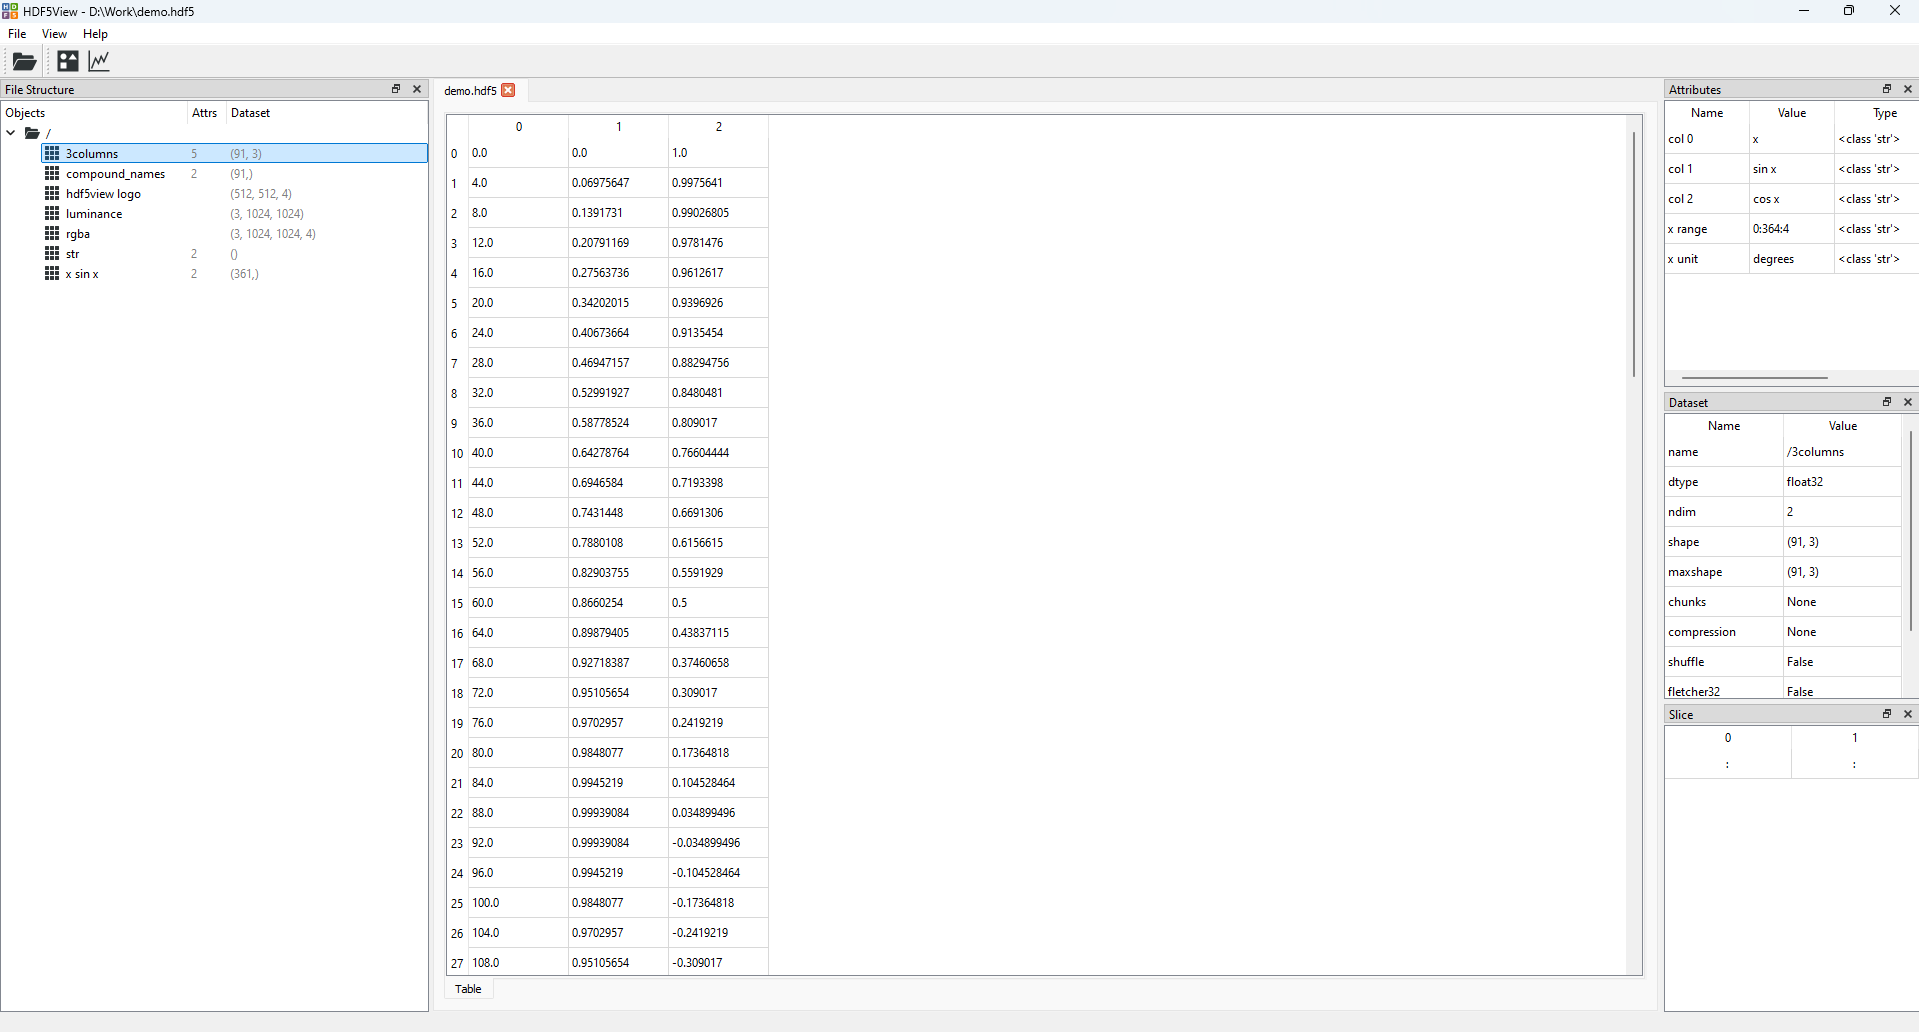 HDF5View - D:\Work\demo.hdf5
File View Help
File Structure
Objects Attrs Dataset
/
3columns 5 (91, 3)
compound_names 2 (91,)
hdf5view logo (512, 512, 4)
luminance (3, 1024, 1024)
rgba (3, 1024, 1024, 4)
str 2 ()
x sin x 2 (361,)
demo.hdf5
0 1 2
0 0.0 0.0 1.0
1 4.0 0.06975647 0.9975641
2 8.0 0.1391731 0.99026805
3 12.0 0.20791169 0.9781476
4 16.0 0.27563736 0.9612617
5 20.0 0.34202015 0.9396926
6 24.0 0.40673664 0.9135454
7 28.0 0.46947157 0.88294756
8 32.0 0.52991927 0.8480481
9 36.0 0.58778524 0.809017
10 40.0 0.64278764 0.76604444
11 44.0 0.6946584 0.7193398
12 48.0 0.7431448 0.6691306
13 52.0 0.7880108 0.6156615
14 56.0 0.82903755 0.5591929
15 60.0 0.8660254 0.5
16 64.0 0.89879405 0.43837115
17 68.0 0.92718387 0.37460658
18 72.0 0.95105654 0.309017
19 76.0 0.9702957 0.2419219
20 80.0 0.9848077 0.17364818
21 84.0 0.9945219 0.104528464
22 88.0 0.99939084 0.034899496
23 92.0 0.99939084 -0.034899496
24 96.0 0.9945219 -0.104528464
25 100.0 0.9848077 -0.17364818
26 104.0 0.9702957 -0.2419219
27 108.0 0.95105654 -0.309017
Table
Attributes
Name Value Type
col 0 x <class 'str'>
col 1 sin x <class 'str'>
col 2 cos x <class 'str'>
x range 0:364:4 <class 'str'>
x unit degrees <class 'str'>
Dataset
Name Value
name /3columns
dtype float32
ndim 2
shape (91, 3)
maxshape (91, 3)
chunks None
compression None
shuffle False
fletcher32 False
Slice
0 1
: :